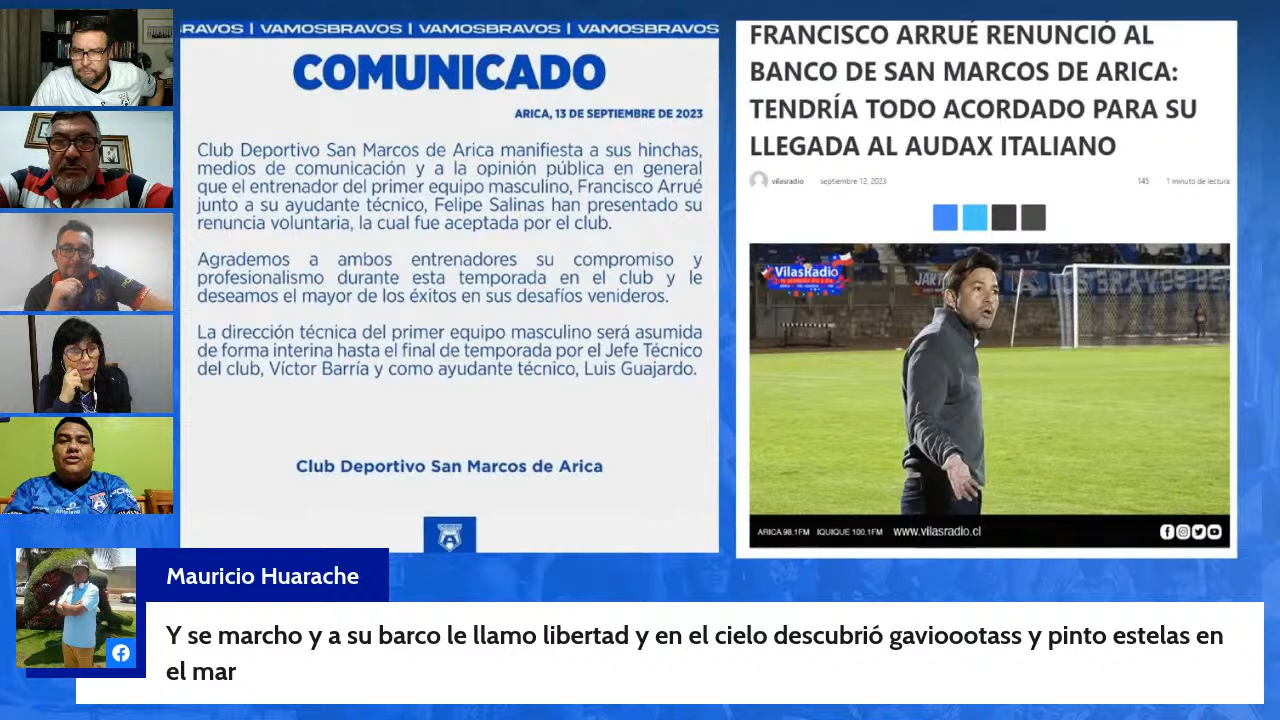 RAVOS | VAMOSBRAVOS | VAMOSBRAVOS | VAMOSBRAVOS
COMUNICADO
ARICA, 13 DE SEPTIEMBRE DE 2023
Club Deportivo San Marcos de Arica manifiesta a sus hinchas,
medios de comunicación y a la opinión pública en general
que el entrenador del primer equipo masculino, Francisco Arrué
junto a su ayudante técnico, Felipe Salinas han presentado su
renuncia voluntaria, la cual fue aceptada por el club.
Agrademos a ambos entrenadores su compromiso y
profesionalismo durante esta temporada en el club y le
deseamos el mayor de los éxitos en sus desafíos venideros.
La dirección técnica del primer equipo masculino será asumida
de forma interina hasta el final de temporada por el Jefe Técnico
del club, Víctor Barría y como ayudante técnico, Luis Guajardo.
Club Deportivo San Marcos de Arica
FRANCISCO ARRUÉ RENUNCIÓ AL
BANCO DE SAN MARCOS DE ARICA:
TENDRÍA TODO ACORDADO PARA SU
LLEGADA AL AUDAX ITALIANO
vilasradio septiembre 12, 2023 145 1 minuto de lectura
VilasRadio
ARICA 98.1FM IQUIQUE 100.1FM www.vilasradio.cl
Mauricio Huarache
Y se marcho y a su barco le llamo libertad y en el cielo descubrió gavioootass y pinto estelas en
el mar